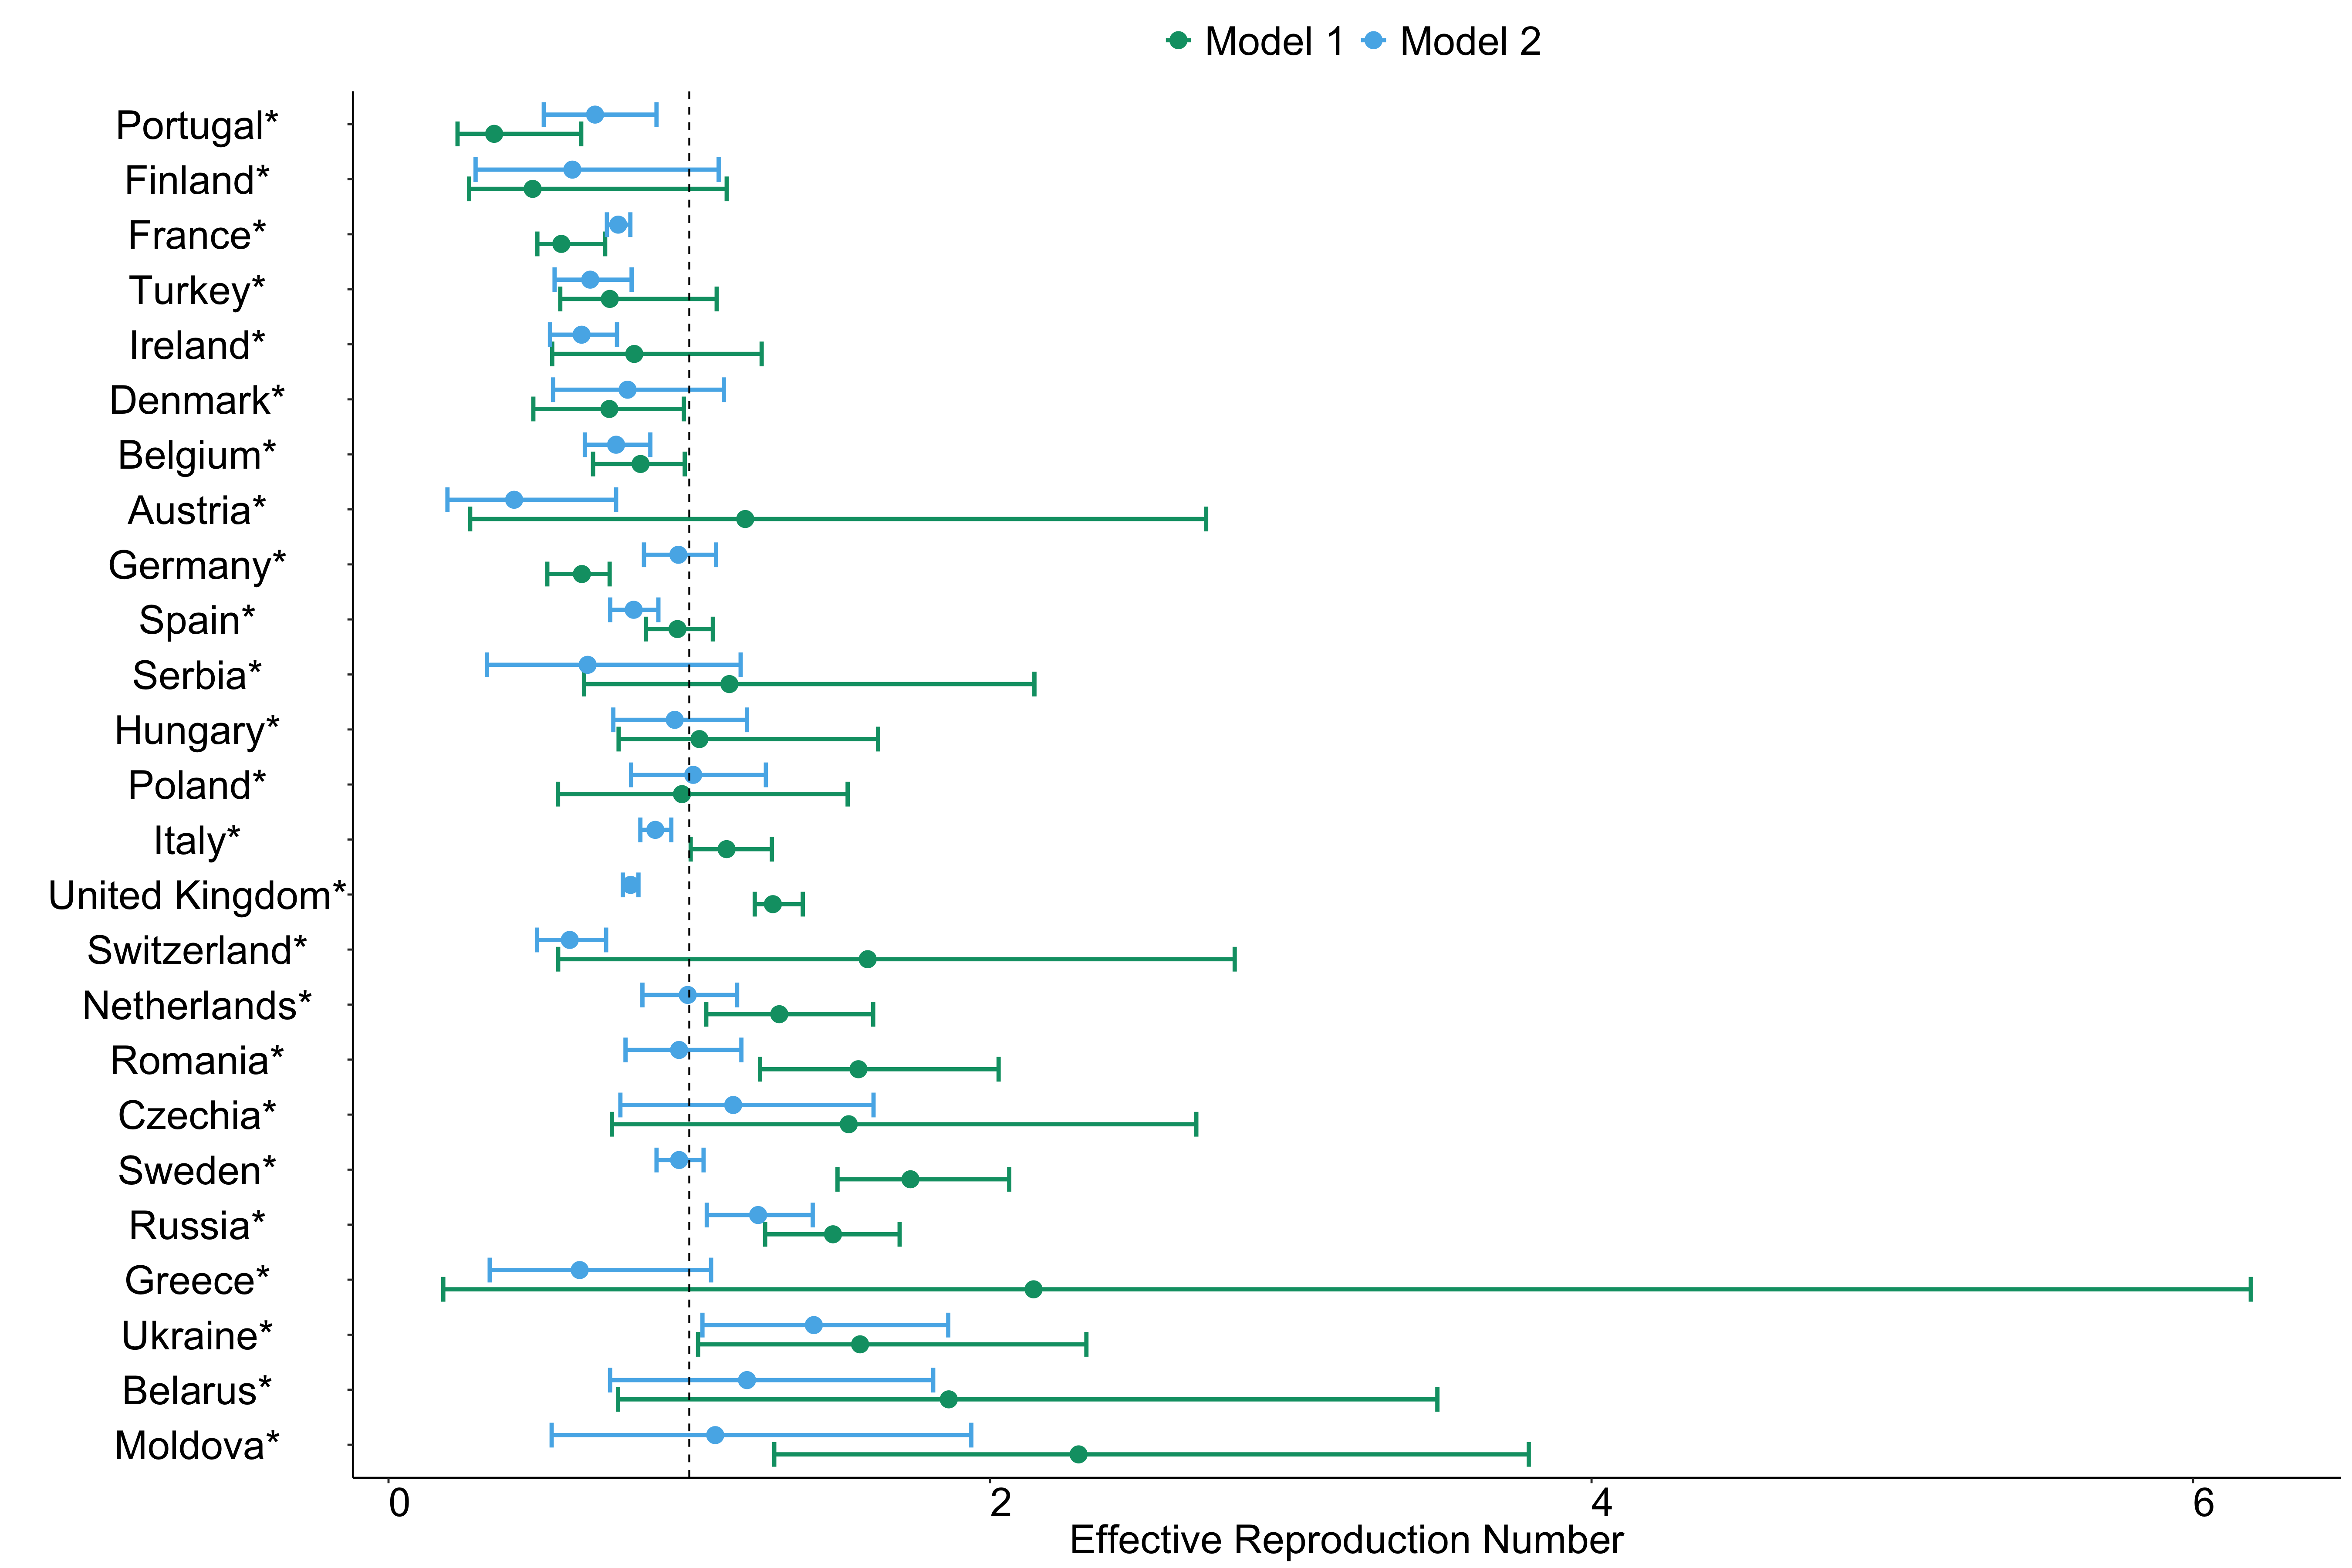 Model 1 Model 2
Portugal*
Finland*
France*
Turkey*
Ireland*
Denmark*
Belgium*
Austria*
Germany*
Spain*
Serbia*
Hungary*
Poland*
Italy*
United Kingdom*
Switzerland*
Netherlands*
Romania*
Czechia*
Sweden*
Russia*
Greece*
Ukraine*
Belarus*
Moldova*
0 2 4 6
Effective Reproduction Number